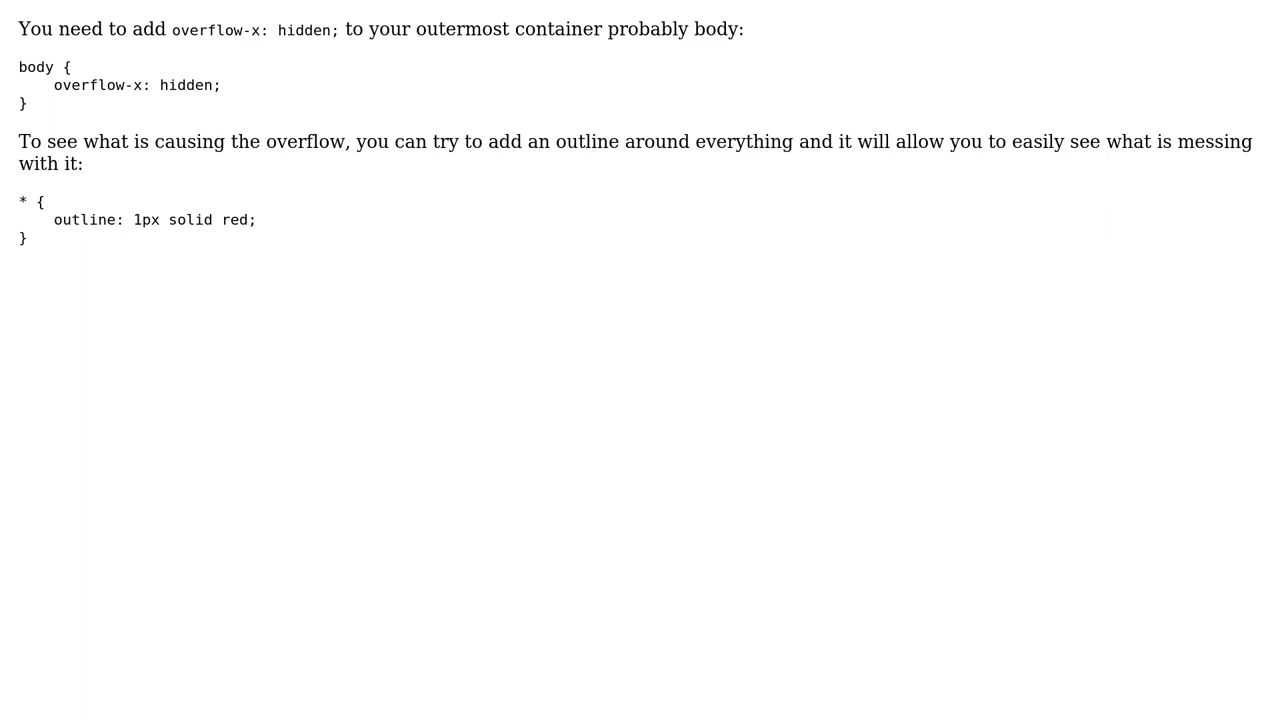 You need to add overflow-x: hidden; to your outermost container probably body:
body {
    overflow-x: hidden;
}
To see what is causing the overflow, you can try to add an outline around everything and it will allow you to easily see what is messing
with it:
* {
    outline: 1px solid red;
}